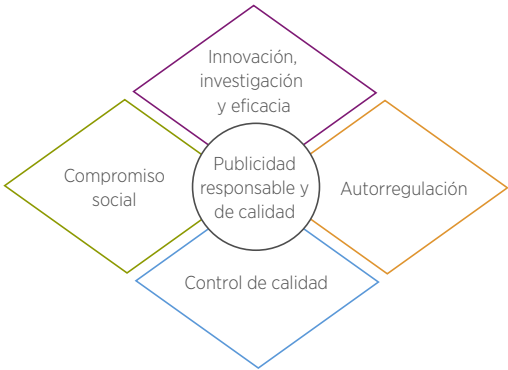 Innovación,
investigación
y eficacia
Compromiso
social
Publicidad
responsable y
de calidad
Autorregulación
Control de calidad